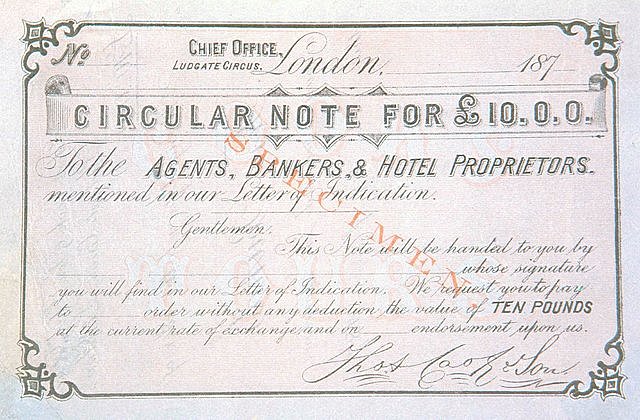 No.
CHIEF OFFICE,
LUDGATE CIRCUS.
London, 187
CIRCULAR NOTE FOR £10.0.0.
To the AGENTS, BANKERS, & HOTEL PROPRIETORS.
mentioned in our Letter of Indication.
Gentlemen.
This Note will be handed to you by
whose signature
you will find in our Letter of Indication. We request you to pay
to order without any deduction the value of TEN POUNDS
at the current rate of exchange, and on endorsement upon us.
Thos. Cook & Son.
SPECIMEN.